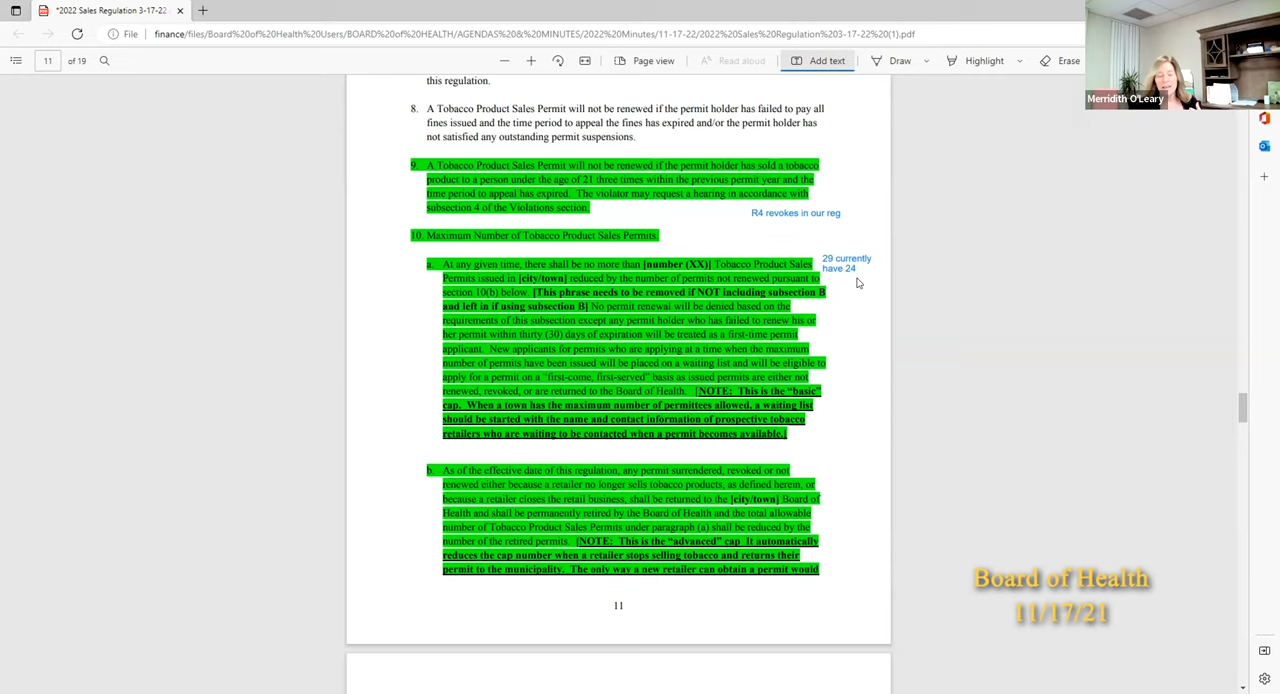 *2022 Sales Regulation 3-17-22
File
finance/files/Board%20of%20Health%20Users/BOARD%20of%20HEALTH/AGENDAS%20&%20MINUTES/2022%20Minutes/11-17-22/2022%20Sales%20Regulation%203-17-22%20(1).pdf
11 of 19
Page view
Read aloud
Add text
Draw
Highlight
Erase
Merridith O'Leary
this regulation.
8. A Tobacco Product Sales Permit will not be renewed if the permit holder has failed to pay all
fines issued and the time period to appeal the fines has expired and/or the permit holder has
not satisfied any outstanding permit suspensions.
9. A Tobacco Product Sales Permit will not be renewed if the permit holder has sold a tobacco
product to a person under the age of 21 three times within the previous permit year and the
time period to appeal has expired. The violator may request a hearing in accordance with
subsection 4 of the Violations section.
R4 revokes in our reg
10. Maximum Number of Tobacco Product Sales Permits.
a. At any given time, there shall be no more than [number (XX)] Tobacco Product Sales
Permits issued in [city/town] reduced by the number of permits not renewed pursuant to
section 10(b) below. [This phrase needs to be removed if NOT including subsection B
and left in if using subsection B] No permit renewal will be denied based on the
requirements of this subsection except any permit holder who has failed to renew his or
her permit within thirty (30) days of expiration will be treated as a first-time permit
applicant. New applicants for permits who are applying at a time when the maximum
number of permits have been issued will be placed on a waiting list and will be eligible to
apply for a permit on a "first-come, first-served" basis as issued permits are either not
renewed, revoked, or are returned to the Board of Health. [NOTE: This is the "basic"
cap. When a town has the maximum number of permittees allowed, a waiting list
should be started with the name and contact information of prospective tobacco
retailers who are waiting to be contacted when a permit becomes available.]
29 currently
have 24
b. As of the effective date of this regulation, any permit surrendered, revoked or not
renewed either because a retailer no longer sells tobacco products, as defined herein, or
because a retailer closes the retail business, shall be returned to the [city/town] Board of
Health and shall be permanently retired by the Board of Health and the total allowable
number of Tobacco Product Sales Permits under paragraph (a) shall be reduced by the
number of the retired permits. [NOTE: This is the "advanced" cap It automatically
reduces the cap number when a retailer stops selling tobacco and returns their
permit to the municipality. The only way a new retailer can obtain a permit would
11
Board of Health
11/17/21